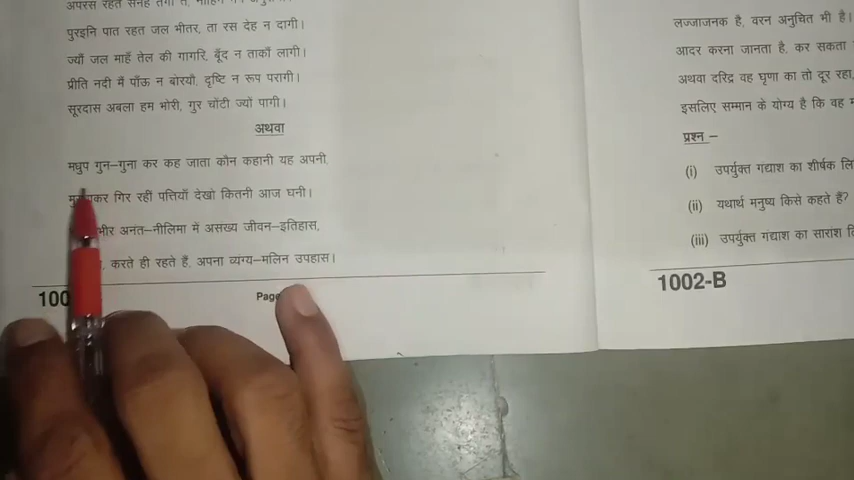 अपरस रहत सनेह तगा तैं, नाहिन मन
पुरइनि पात रहत जल भीतर, ता रस देह न दागी।
ज्यौं जल माहँ तेल की गागरि, बूँद न ताकौं लागी।
प्रीति नदी मैं पाँऊ न बोरयौ, दृष्टि न रूप परागी।
सूरदास अबला हम भोरी, गुर चाँटी ज्यों पागी।
अथवा
मधुप गुन–गुना कर कह जाता कौन कहानी यह अपनी,
कर गिर रहीं पत्तियाँ देखो कितनी आज घनी।
भीर अनंत–नीलिमा में असख्य जीवन–इतिहास,
करते ही रहते हैं, अपना व्यंग्य–मलिन उपहास।
100
Page
लज्जाजनक है, वरन अनुचित भी है।
आदर करना जानता है, कर सकता
अथवा दरिद्र वह घृणा का तो दूर रहा,
इसलिए सम्मान के योग्य है कि वह
प्रश्न –
(i) उपर्युक्त गद्यांश का शीर्षक
(ii) यथार्थ मनुष्य किसे कहते हैं?
(iii) उपर्युक्त गद्यांश का सारांश
1002-B